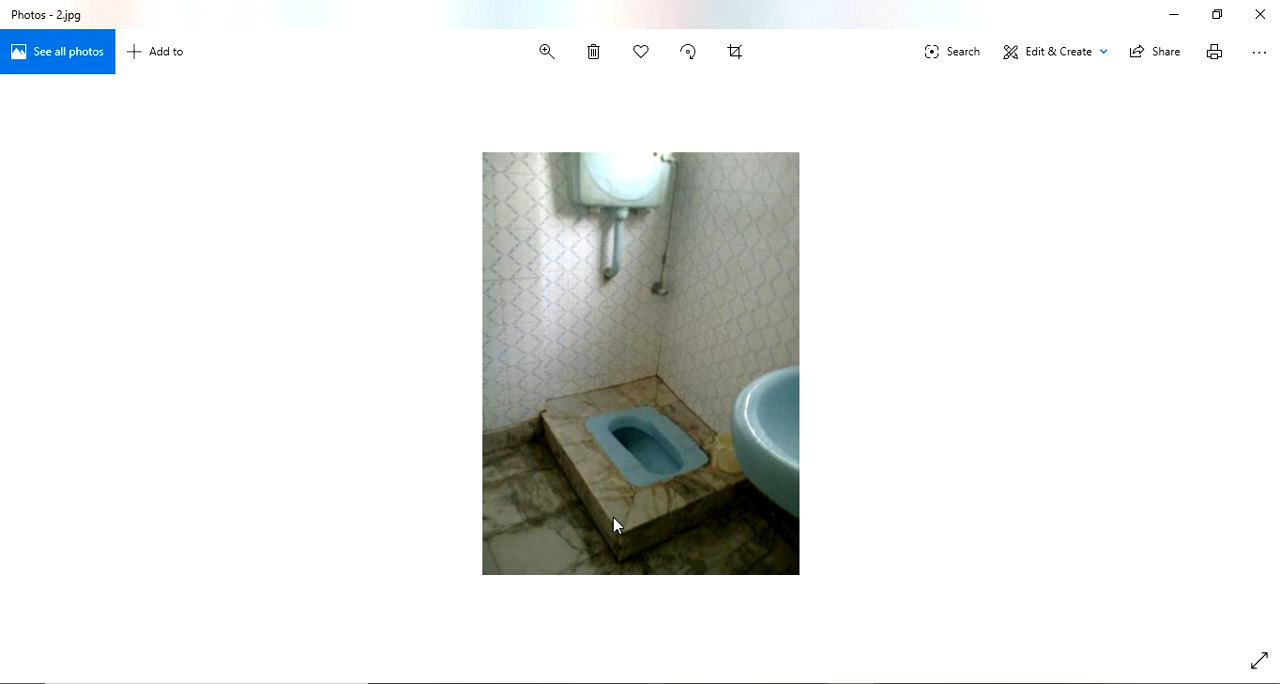 Photos - 2.jpg
See all photos
Add to
Search
Edit & Create
Share